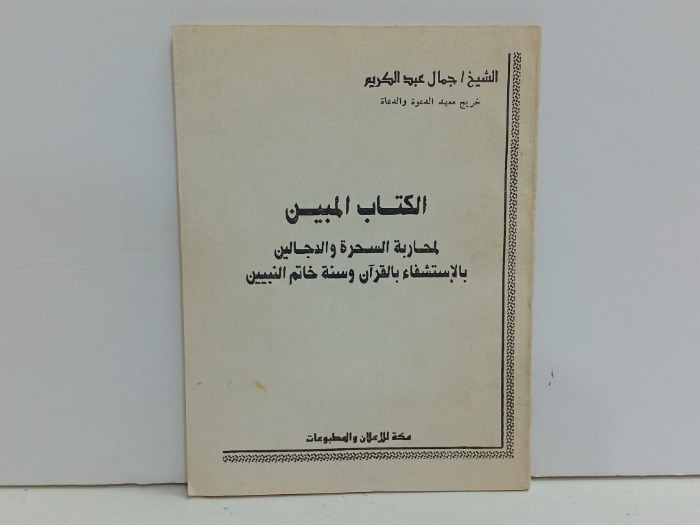 الشيخ / جمال عبد الكريم
خريج معهد الدعوة والدعاة
الكتاب المبين
لمحاربة السحرة والدجالين
بالإستشفاء بالقرآن وسنة خاتم النبيين
مكة للإعلان والمطبوعات